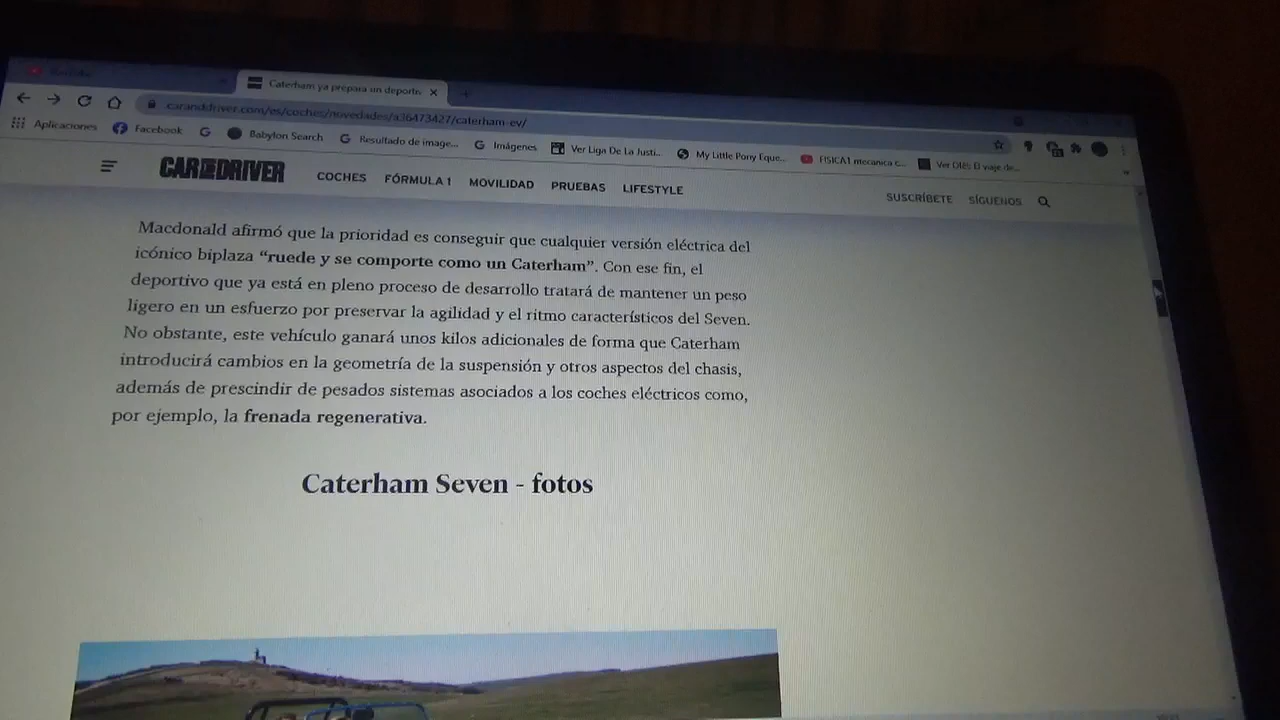 YouTube
Caterham ya prepara un deportiv
caranddriver.com/es/coches/novedades/a36473427/caterham-ev/
Aplicaciones Facebook Babylon Search Resultado de image... Imágenes Ver Liga De La Justi... My Little Pony Eque... FISICA1 mecanica c... Ver Olés El viaje de...
CAR AND DRIVER COCHES FÓRMULA 1 MOVILIDAD PRUEBAS LIFESTYLE SUSCRÍBETE SÍGUENOS
Macdonald afirmó que la prioridad es conseguir que cualquier versión eléctrica del
icónico biplaza “ruede y se comporte como un Caterham”. Con ese fin, el
deportivo que ya está en pleno proceso de desarrollo tratará de mantener un peso
ligero en un esfuerzo por preservar la agilidad y el ritmo característicos del Seven.
No obstante, este vehículo ganará unos kilos adicionales de forma que Caterham
introducirá cambios en la geometría de la suspensión y otros aspectos del chasis,
además de prescindir de pesados sistemas asociados a los coches eléctricos como,
por ejemplo, la frenada regenerativa.
Caterham Seven - fotos